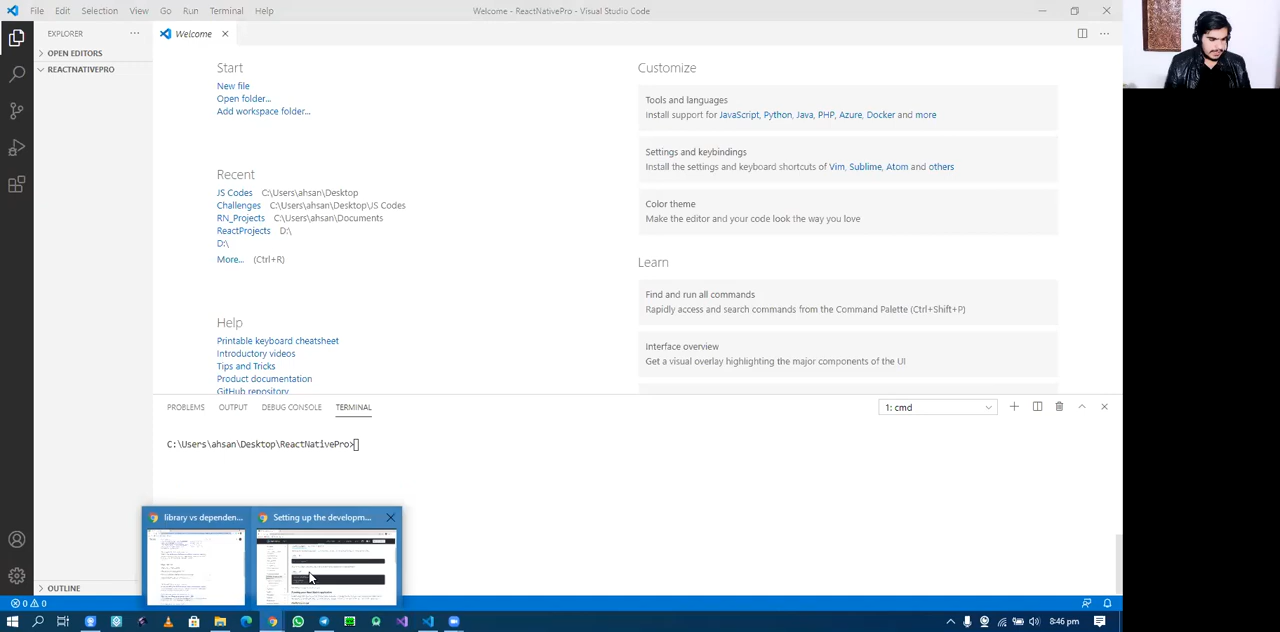 File Edit Selection View Go Run Terminal Help
Welcome - ReactNativePro - Visual Studio Code
EXPLORER
OPEN EDITORS
REACTNATIVEPRO
Welcome
Start
New file
Open folder...
Add workspace folder...
Recent
JS Codes C:\Users\ahsan\Desktop
Challenges C:\Users\ahsan\Desktop\JS Codes
RN_Projects C:\Users\ahsan\Documents
ReactProjects D:\
D:\
More... (Ctrl+R)
Help
Printable keyboard cheatsheet
Introductory videos
Tips and Tricks
Product documentation
GitHub repository
Customize
Tools and languages
Install support for JavaScript, Python, Java, PHP, Azure, Docker and more
Settings and keybindings
Install the settings and keyboard shortcuts of Vim, Sublime, Atom and others
Color theme
Make the editor and your code look the way you love
Learn
Find and run all commands
Rapidly access and search commands from the Command Palette (Ctrl+Shift+P)
Interface overview
Get a visual overlay highlighting the major components of the UI
PROBLEMS OUTPUT DEBUG CONSOLE TERMINAL
1: cmd
C:\Users\ahsan\Desktop\ReactNativePro>
library vs dependen...
Setting up the developm...
OUTLINE
0 0
8:46 pm